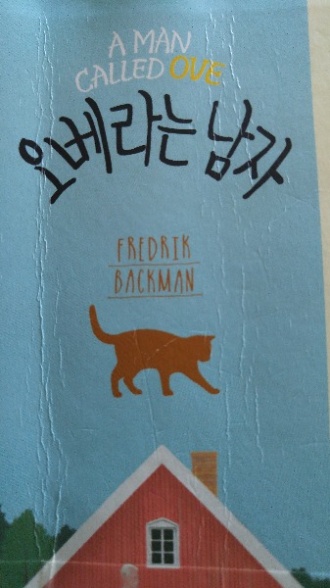 A MAN
CALLED OVE
오베라는 남자
FREDRIK
BACKMAN